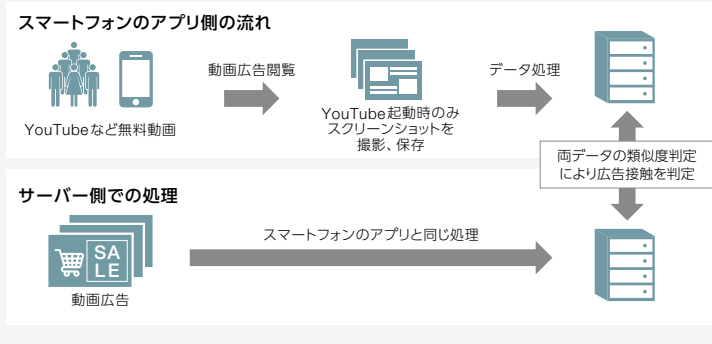 スマートフォンのアプリ側の流れ
動画広告閲覧
データ処理
YouTubeなど無料動画
YouTube起動時のみ
スクリーンショットを
撮影、保存
両データの類似度判定
により広告接触を判定
サーバー側での処理
スマートフォンのアプリと同じ処理
SA
LE
動画広告